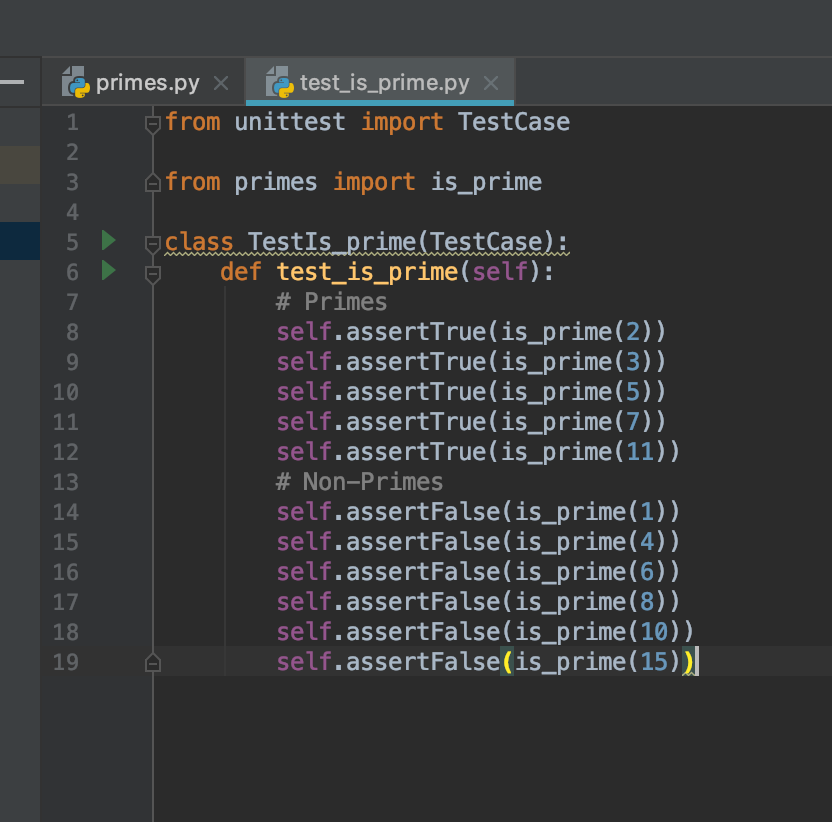 primes.py test_is_prime.py
1 from unittest import TestCase
2
3 from primes import is_prime
4
5 class TestIs_prime(TestCase):
6     def test_is_prime(self):
7         # Primes
8         self.assertTrue(is_prime(2))
9         self.assertTrue(is_prime(3))
10         self.assertTrue(is_prime(5))
11         self.assertTrue(is_prime(7))
12         self.assertTrue(is_prime(11))
13         # Non-Primes
14         self.assertFalse(is_prime(1))
15         self.assertFalse(is_prime(4))
16         self.assertFalse(is_prime(6))
17         self.assertFalse(is_prime(8))
18         self.assertFalse(is_prime(10))
19         self.assertFalse(is_prime(15))